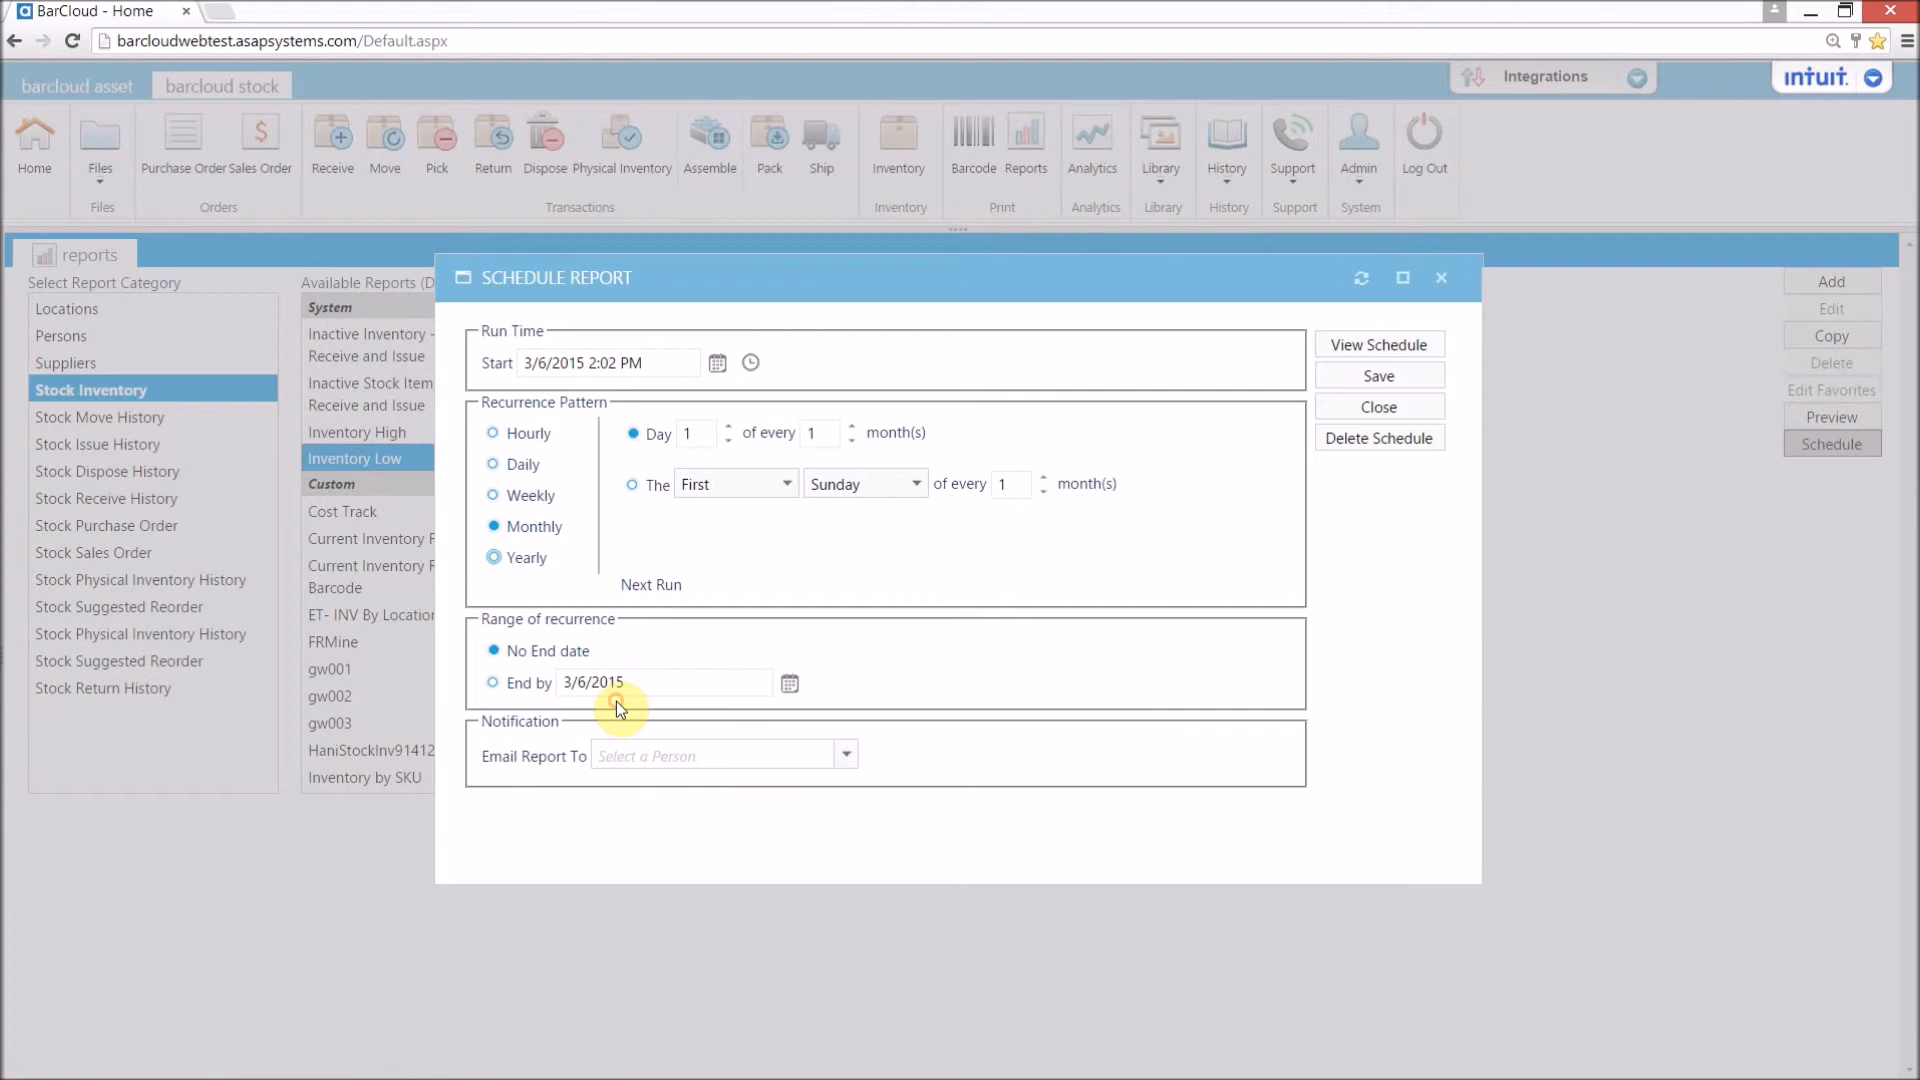 BarCloud - Home
barcloudwebtest.asapsystems.com/Default.aspx
barcloud asset
barcloud stock
Integrations
intuit.
Home
Files
Purchase Order
Sales Order
Receive
Move
Pick
Return
Dispose
Physical Inventory
Assemble
Pack
Ship
Inventory
Barcode
Reports
Analytics
Library
History
Support
Admin
Log Out
Files
Orders
Transactions
Inventory
Print
Analytics
Library
History
Support
System
reports
Select Report Category
Locations
Persons
Suppliers
Stock Inventory
Stock Move History
Stock Issue History
Stock Dispose History
Stock Receive History
Stock Purchase Order
Stock Sales Order
Stock Physical Inventory History
Stock Suggested Reorder
Stock Physical Inventory History
Stock Suggested Reorder
Stock Return History
Available Reports (D
System
Inactive Inventory -
Receive and Issue
Inactive Stock Item
Receive and Issue
Inventory High
Inventory Low
Custom
Cost Track
Current Inventory F
Current Inventory F
Barcode
ET- INV By Location
FRMine
gw001
gw002
gw003
HaniStockInv91412
Inventory by SKU
SCHEDULE REPORT
Run Time
Start 3/6/2015 2:02 PM
Recurrence Pattern
Hourly
Daily
Weekly
Monthly
Yearly
Day 1 of every 1 month(s)
The First Sunday of every 1 month(s)
Next Run
Range of recurrence
No End date
End by 3/6/2015
Notification
Email Report To Select a Person
View Schedule
Save
Close
Delete Schedule
Add
Edit
Copy
Delete
Edit Favorites
Preview
Schedule